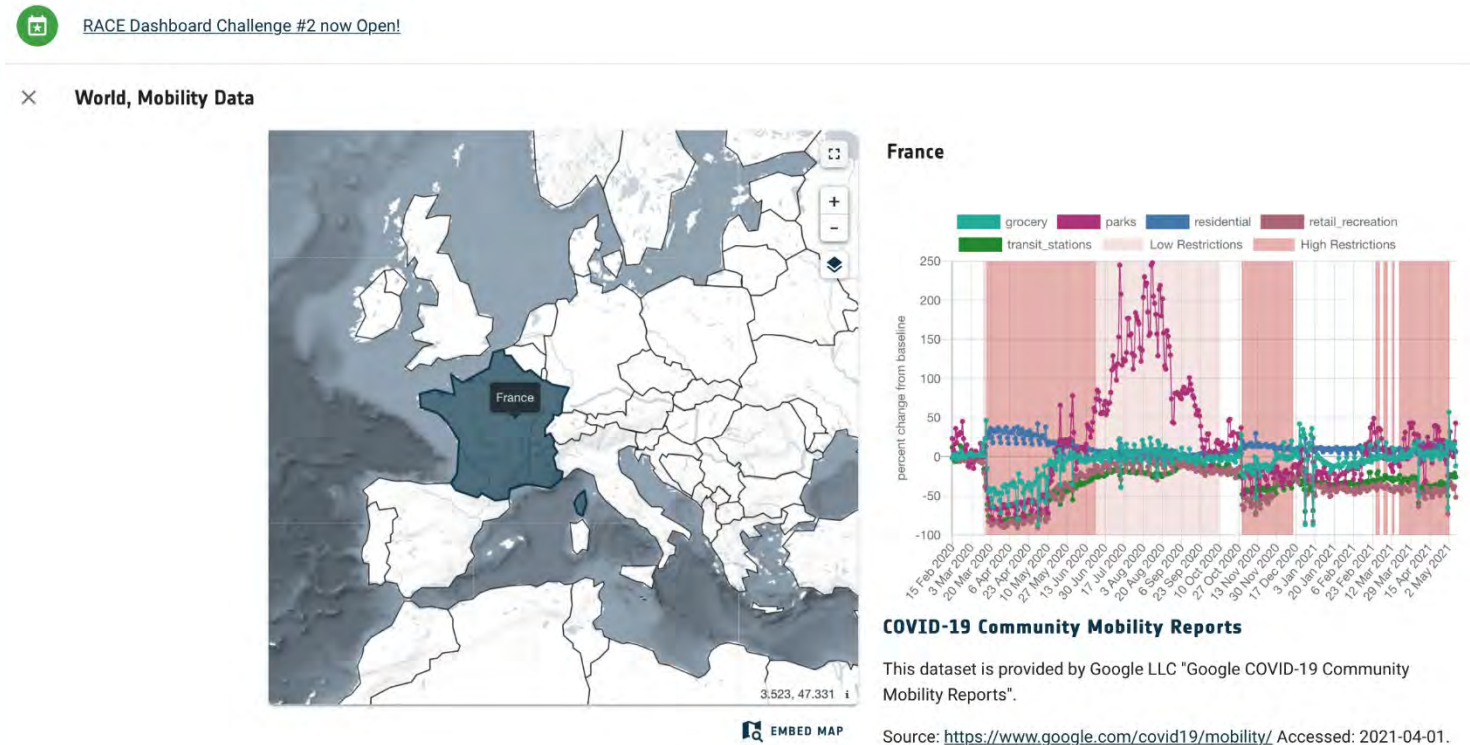 RACE Dashboard Challenge #2 now Open!
World, Mobility Data
France
+
-
3.523, 47.331 i
EMBED MAP
France
grocery parks residential retail_recreation
transit_stations Low Restrictions High Restrictions
percent change from baseline
250
200
150
100
50
0
-50
-100
15 Feb 2020
3 Mar 2020
20 Mar 2020
6 Apr 2020
23 Apr 2020
10 May 2020
27 May 2020
13 Jun 2020
30 Jun 2020
17 Jul 2020
3 Aug 2020
20 Aug 2020
6 Sep 2020
23 Sep 2020
10 Oct 2020
27 Oct 2020
13 Nov 2020
30 Nov 2020
17 Dec 2020
3 Jan 2021
20 Jan 2021
6 Feb 2021
23 Feb 2021
12 Mar 2021
29 Mar 2021
15 Apr 2021
2 May 2021
COVID-19 Community Mobility Reports
This dataset is provided by Google LLC "Google COVID-19 Community
Mobility Reports".
Source: https://www.google.com/covid19/mobility/ Accessed: 2021-04-01.